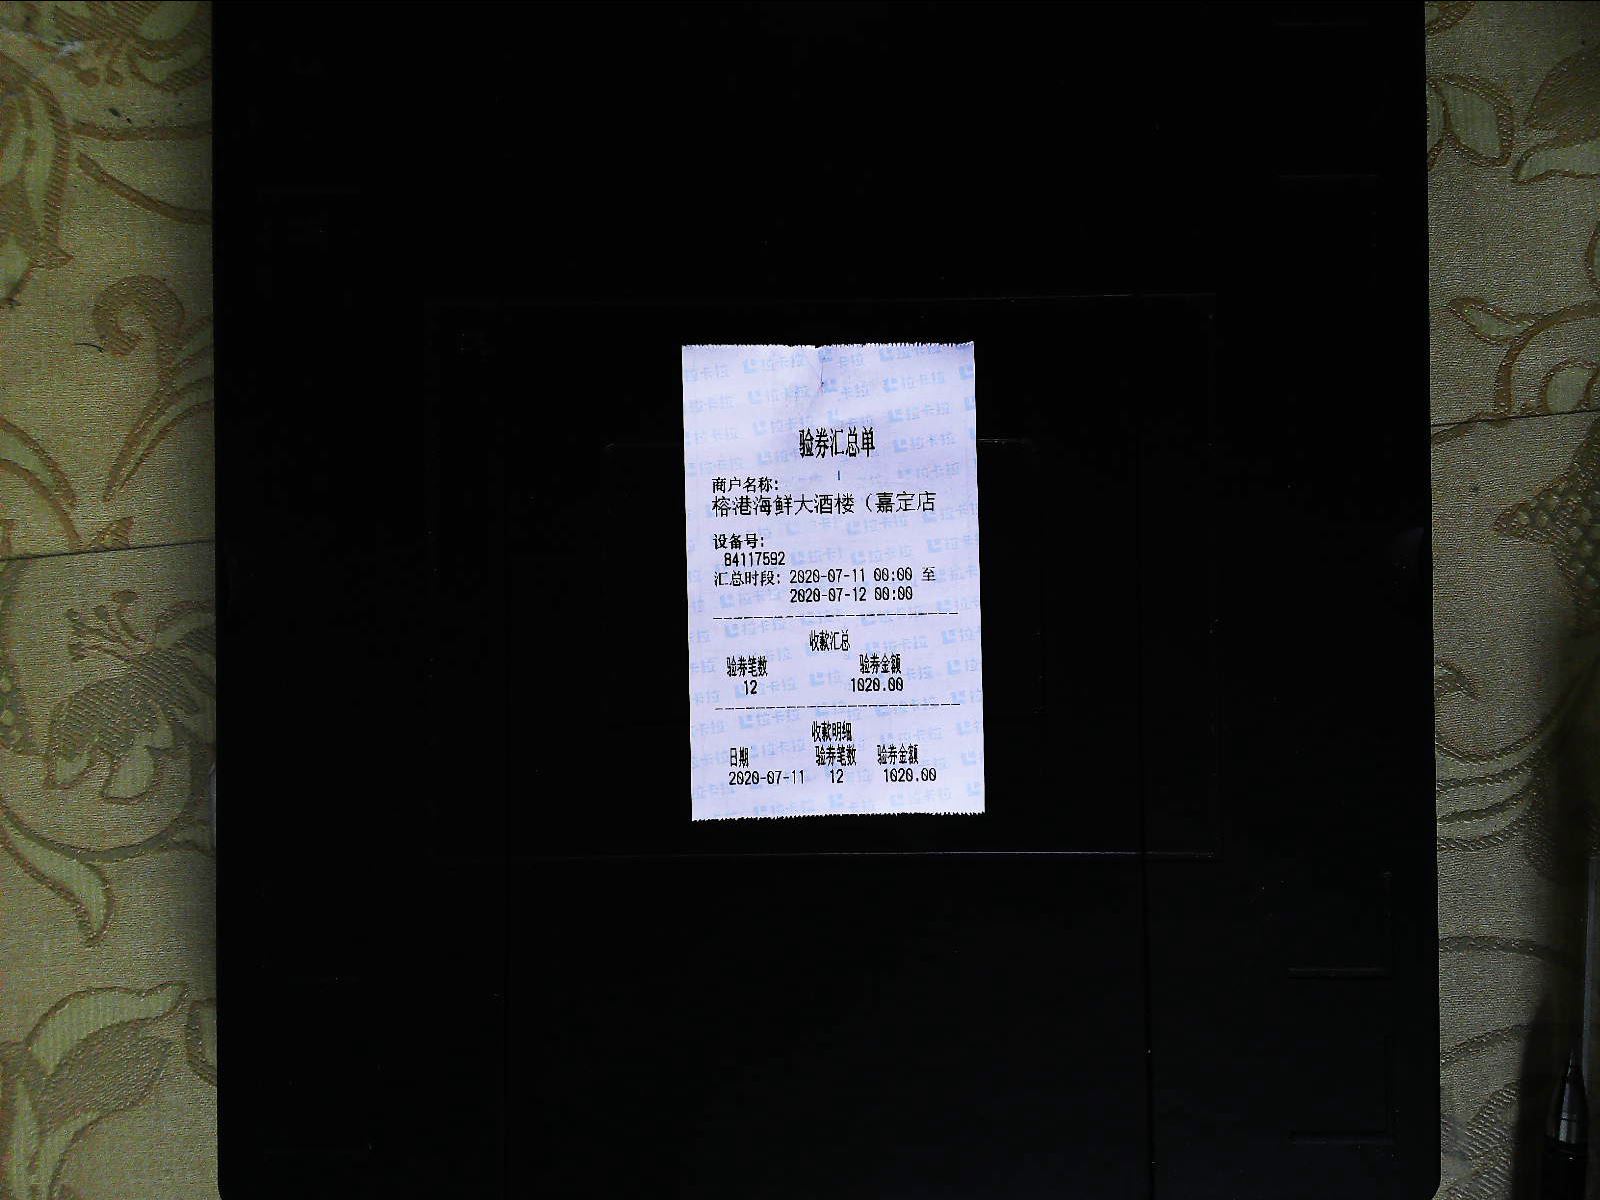 验券汇总单
商户名称:
榕港海鲜大酒楼（嘉定店
设备号:
84117592
汇总时段: 2020-07-11 00:00 至
2020-07-12 00:00
收款汇总
验券笔数 验券金额
12 1020.00
收款明细
日期 验券笔数 验券金额
2020-07-11 12 1020.00